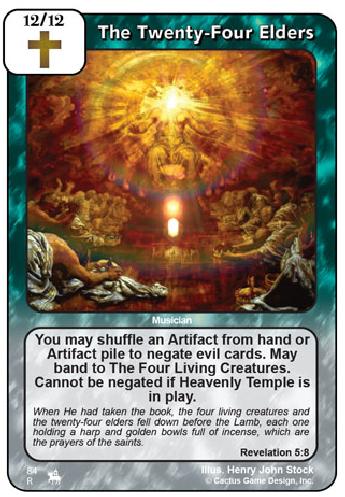 12/12
The Twenty-Four Elders
Musician
You may shuffle an Artifact from hand or
Artifact pile to negate evil cards. May
band to The Four Living Creatures.
Cannot be negated if Heavenly Temple is
in play.
When He had taken the book, the four living creatures and
the twenty-four elders fell down before the Lamb, each one
holding a harp and golden bowls full of incense, which are
the prayers of the saints.
Revelation 5:8
84
R
Illus. Henry John Stock
© Cactus Game Design, Inc.